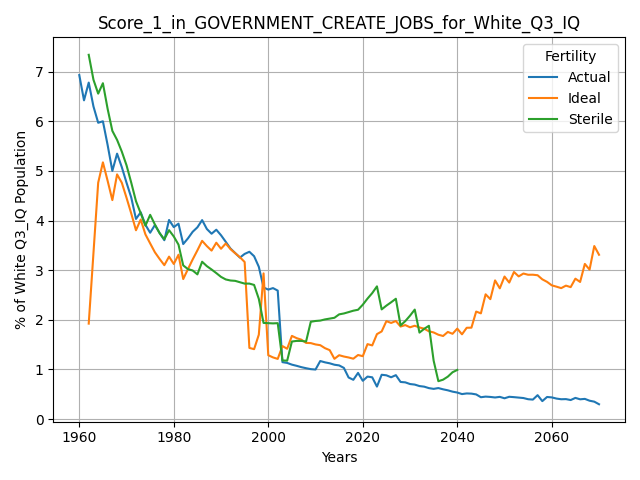 Score_1_in_GOVERNMENT_CREATE_JOBS_for_White_Q3_IQ
Fertility
Actual
Ideal
Sterile
% of White Q3_IQ Population
7
6
5
4
3
2
1
0
1960 1980 2000 2020 2040 2060
Years